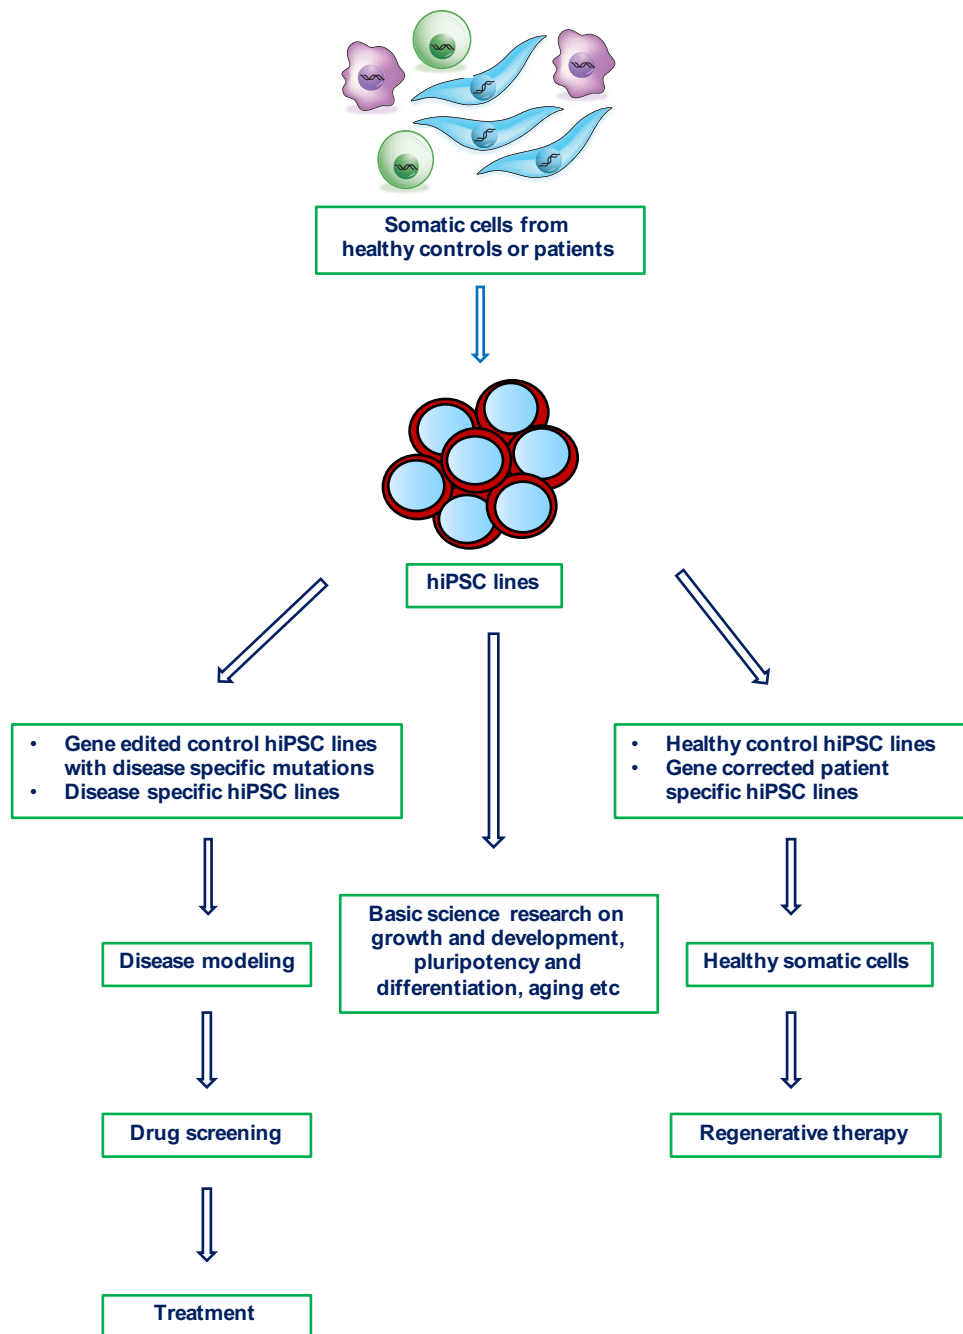 Somatic cells from
healthy controls or patients
hiPSC lines
• Gene edited control hiPSC lines
with disease specific mutations
• Disease specific hiPSC lines
• Healthy control hiPSC lines
• Gene corrected patient
specific hiPSC lines
Basic science research on
growth and development,
pluripotency and
differentiation, aging etc
Disease modeling
Healthy somatic cells
Drug screening
Regenerative therapy
Treatment